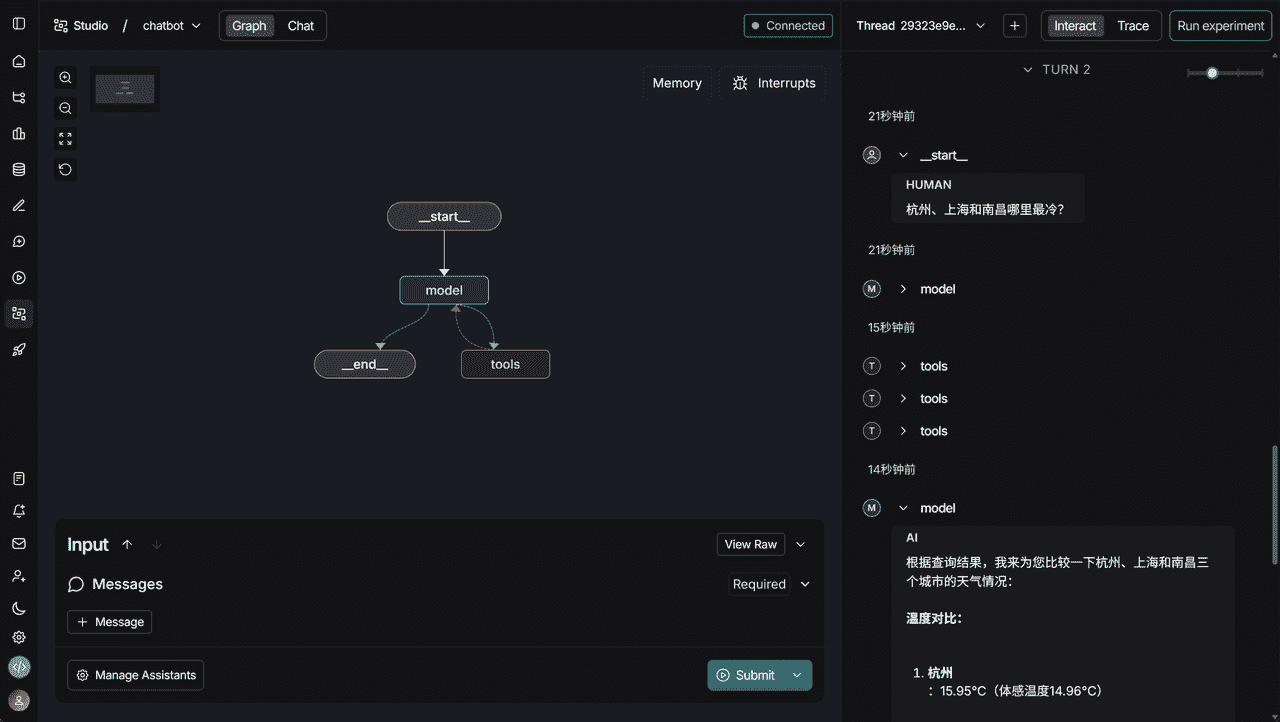 Studio / chatbot
Graph
Chat
Connected
Thread 29323e9e...
Interact
Trace
Run experiment
Memory
Interrupts
__start__
model
__end__
tools
Input
View Raw
Messages
Required
Message
Manage Assistants
Submit
TURN 2
21秒钟前
__start__
HUMAN
杭州、上海和南昌哪里最冷？
21秒钟前
M model
15秒钟前
T tools
T tools
T tools
14秒钟前
M model
AI
根据查询结果，我来为您比较一下杭州、上海和南昌三
个城市的天气情况：
温度对比：
1. 杭州
：15.95°C（体感温度14.96°C）